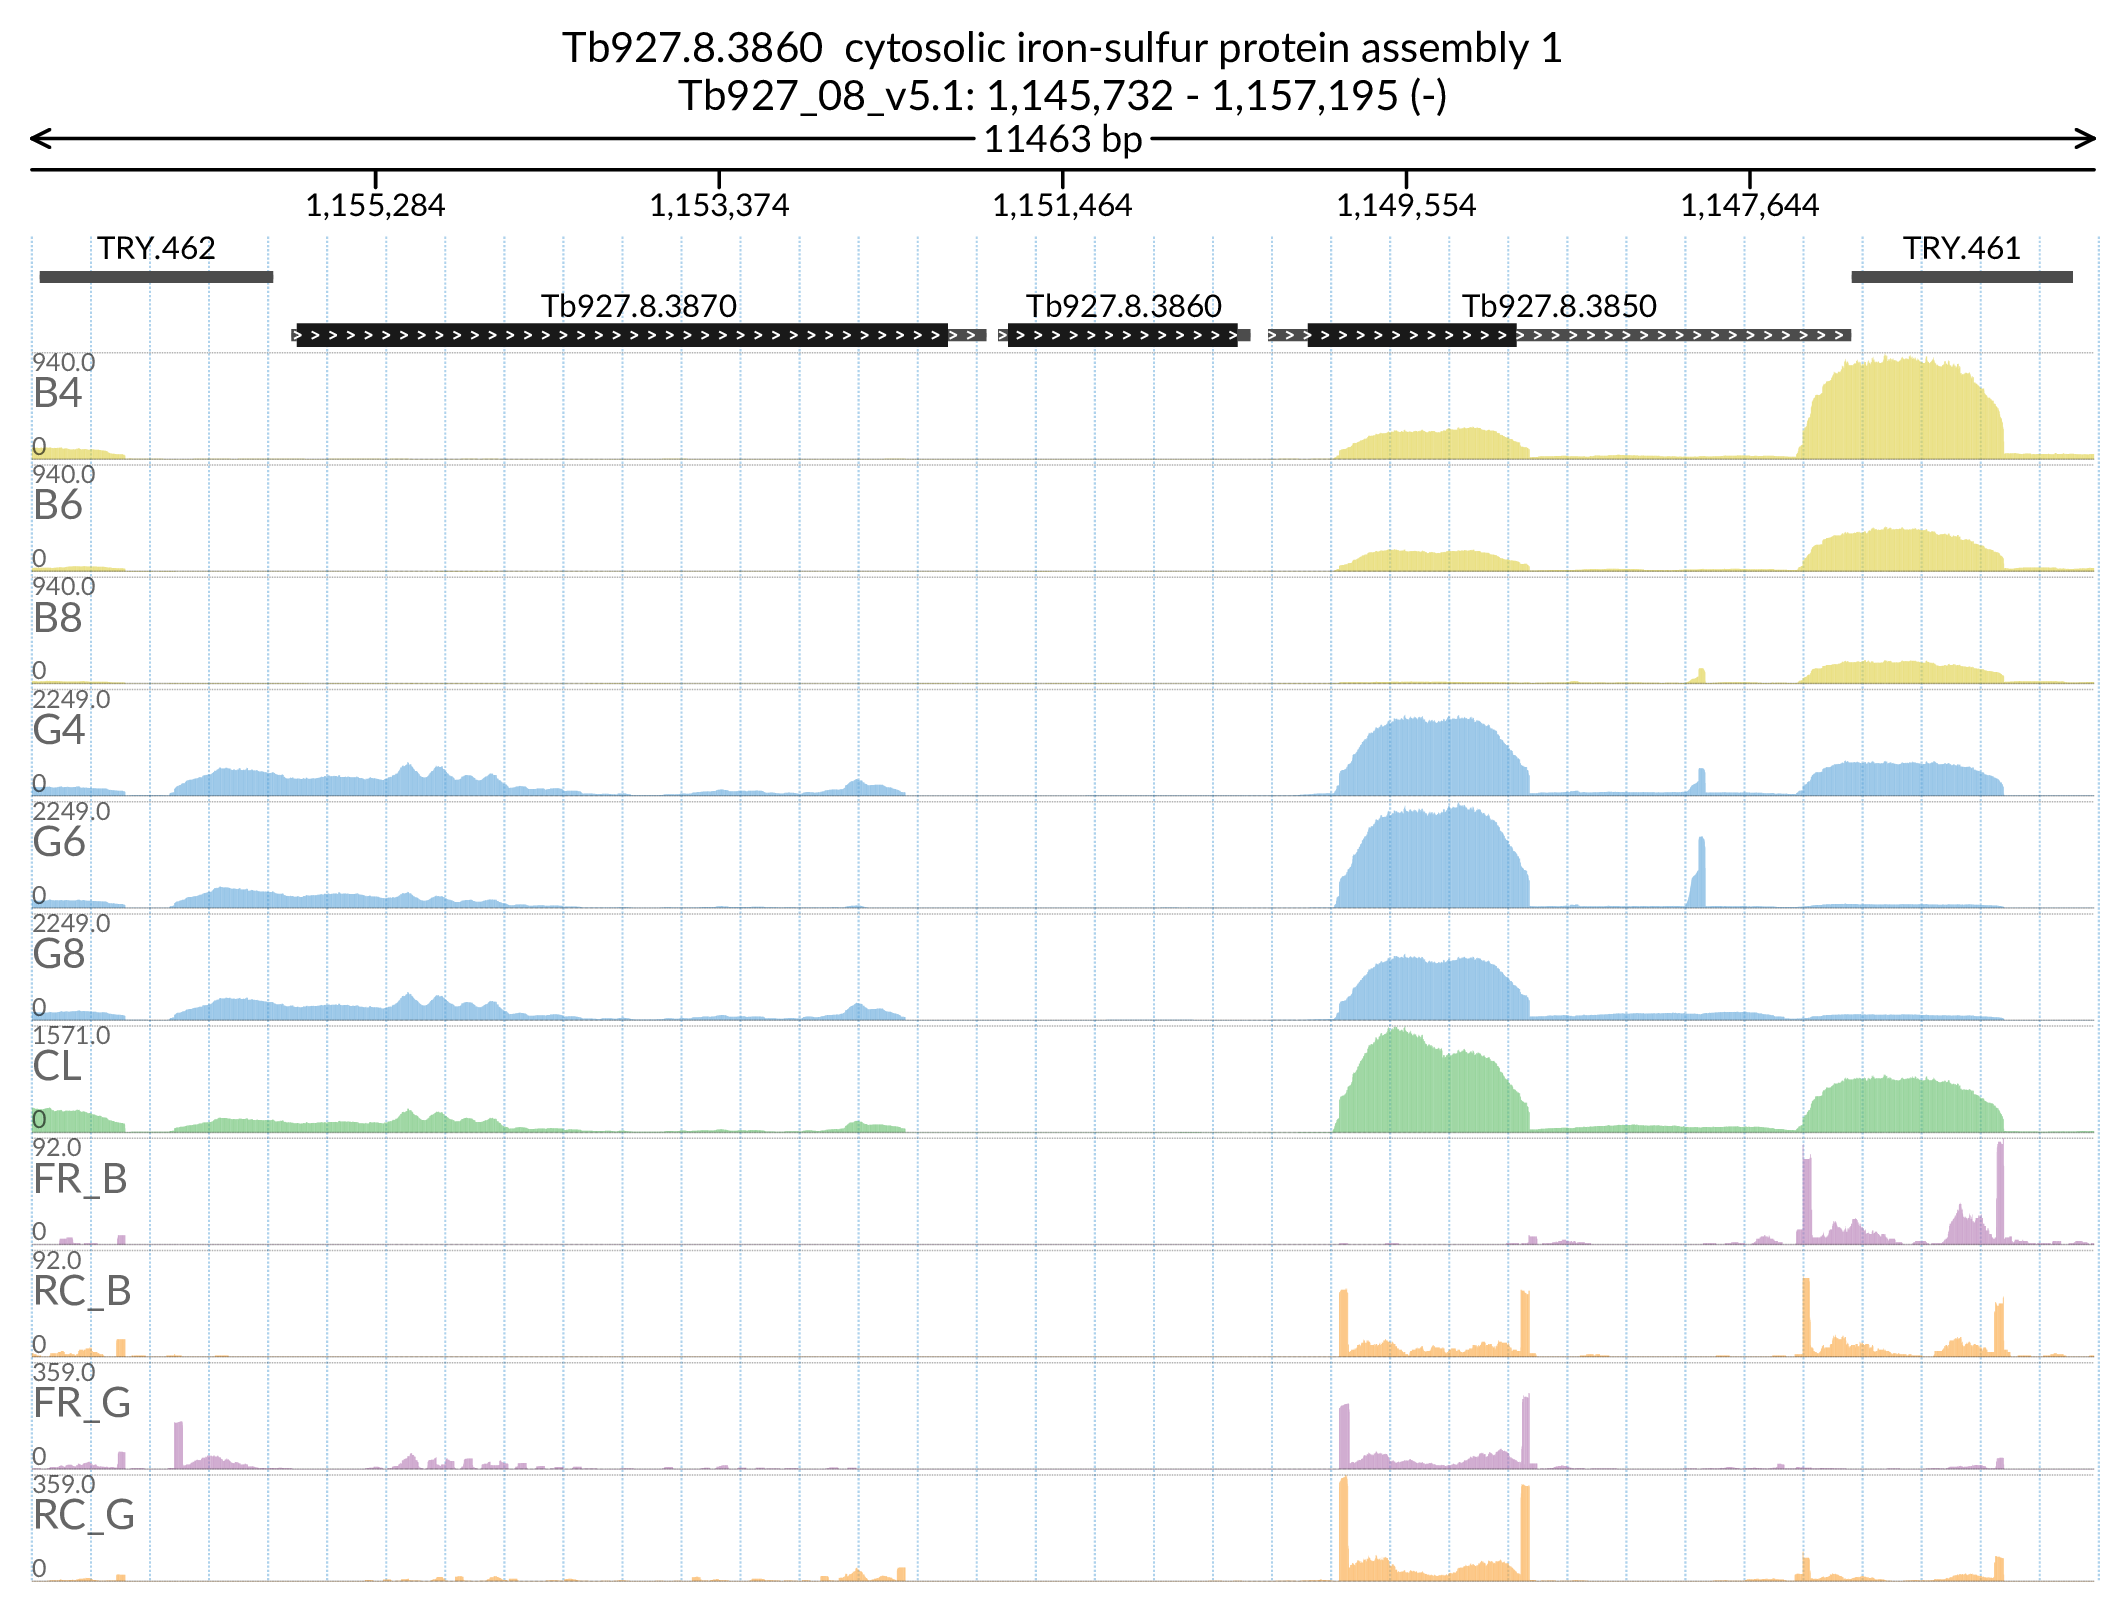 Tb927.8.3860 cytosolic iron-sulfur protein assembly 1
Tb927_08_v5.1: 1,145,732 - 1,157,195 (-)
11463 bp
1,155,284 1,153,374 1,151,464 1,149,554 1,147,644
TRY.462 TRY.461
Tb927.8.3870 Tb927.8.3860 Tb927.8.3850
940.0
B4
0
940.0
B6
0
940.0
B8
0
2249.0
G4
0
2249.0
G6
0
2249.0
G8
0
1571.0
CL
0
92.0
FR_B
0
92.0
RC_B
0
359.0
FR_G
0
359.0
RC_G
0